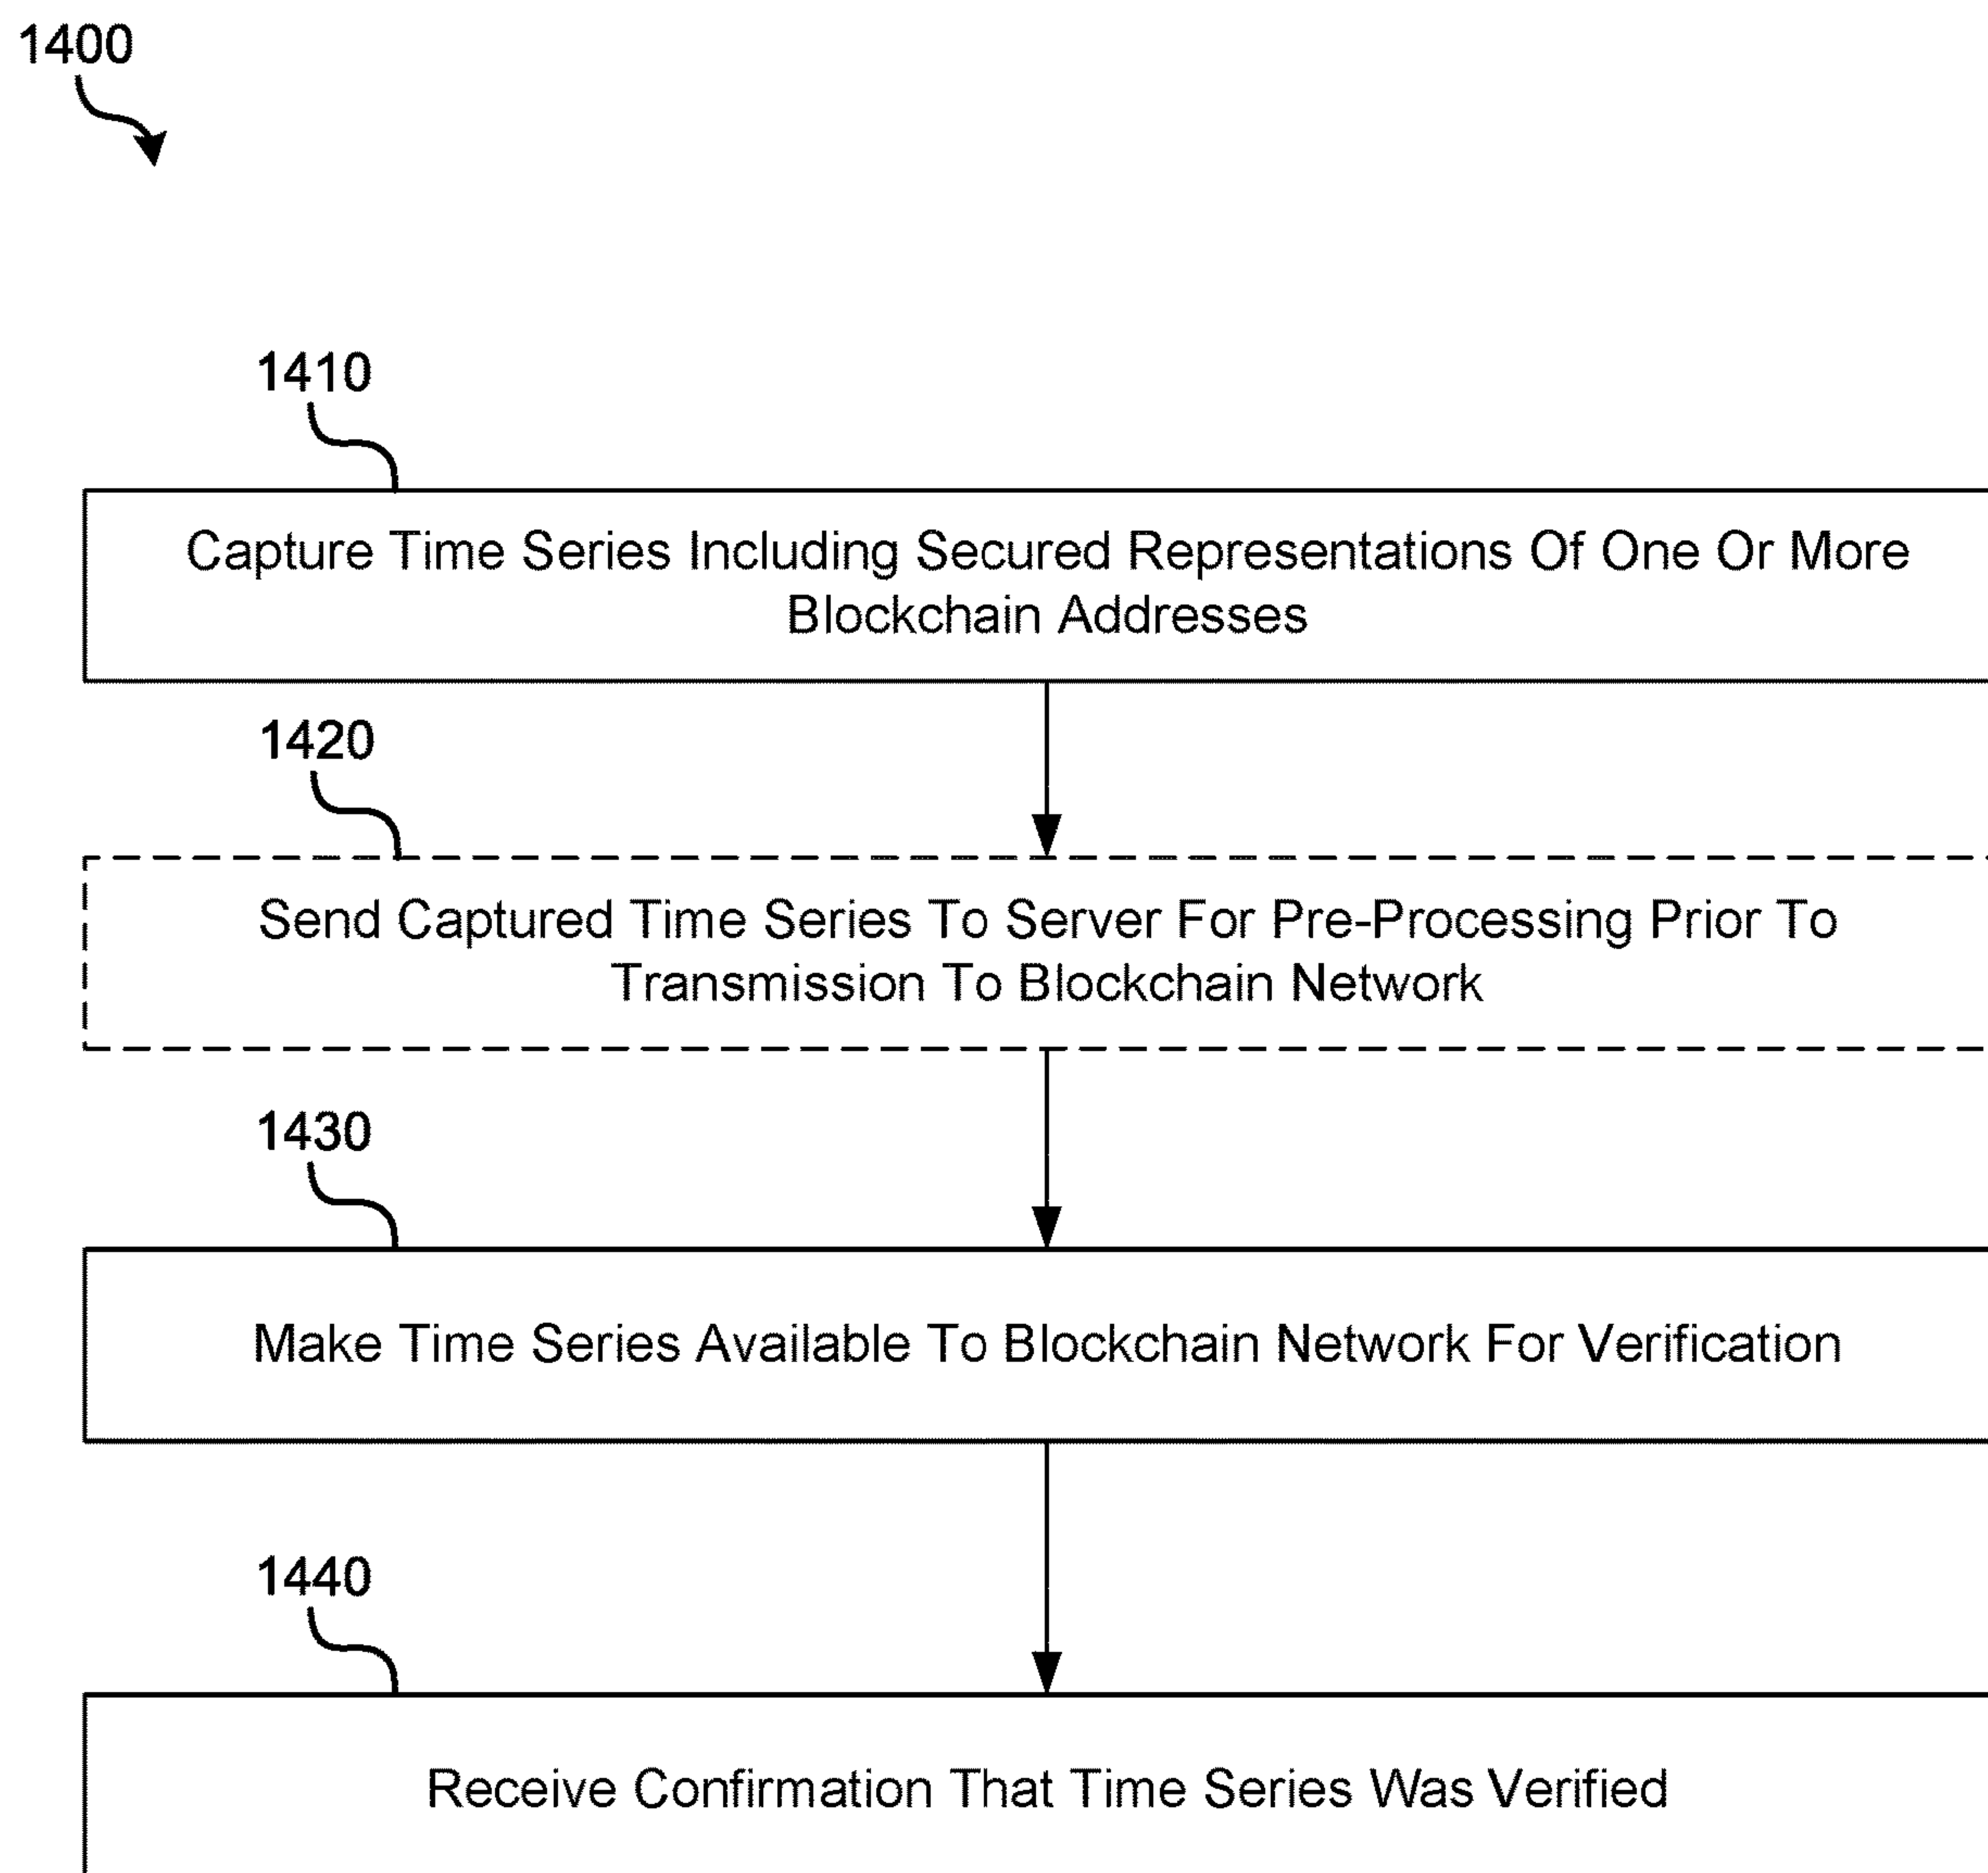 1400
1410
Capture Time Series Including Secured Representations Of One Or More
Blockchain Addresses
1420
Send Captured Time Series To Server For Pre-Processing Prior To
Transmission To Blockchain Network
1430
Make Time Series Available To Blockchain Network For Verification
1440
Receive Confirmation That Time Series Was Verified